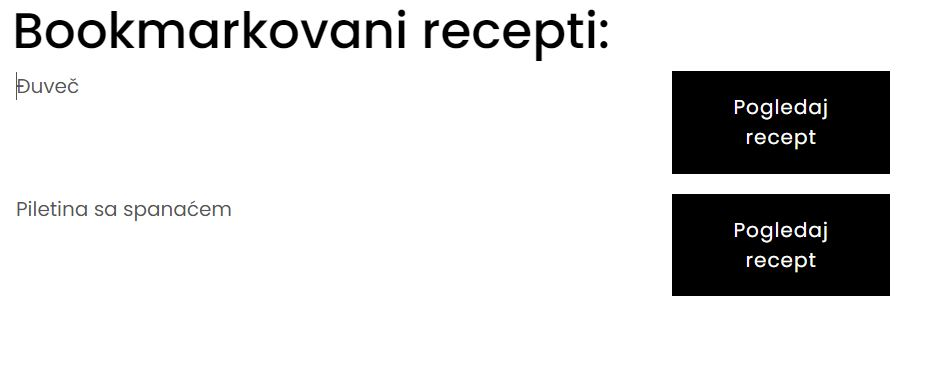 Bookmarkovani recepti:
Đuveč
Pogledaj
recept
Piletina sa spanaćem
Pogledaj
recept